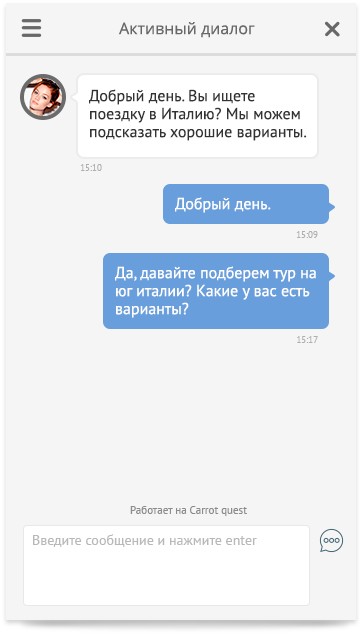 Активный диалог
Добрый день. Вы ищете
поездку в Италию? Мы можем
подсказать хорошие варианты.
15:10
Добрый день.
15:09
Да, давайте подберем тур на
юг италии? Какие у вас есть
варианты?
15:17
Работает на Carrot quest
Введите сообщение и нажмите enter